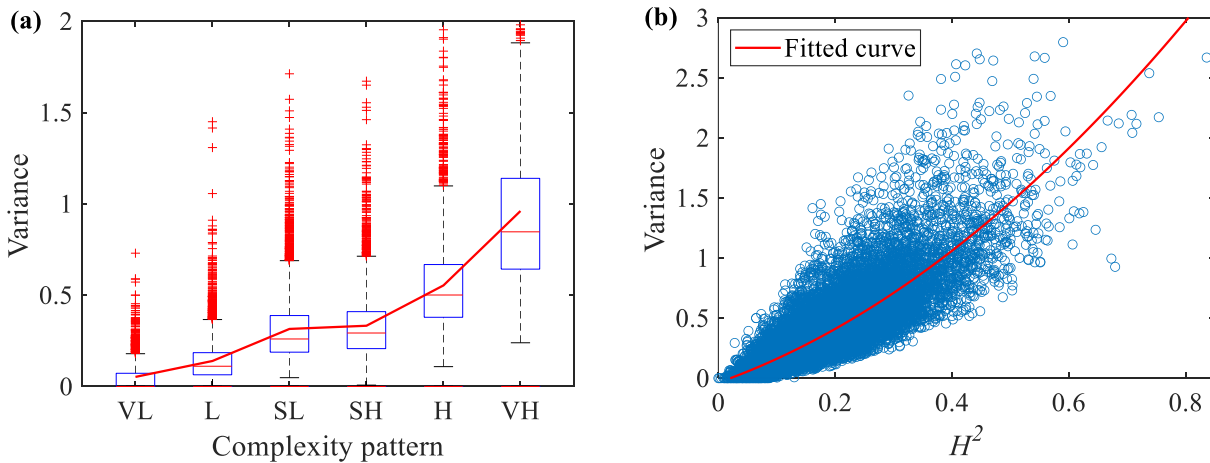 (a)
2
1.5
1
0.5
0
Variance
VL L SL SH H VH
Complexity pattern
(b)
3
2.5
2
1.5
1
0.5
0
Variance
Fitted curve
0 0.2 0.4 0.6 0.8
H²